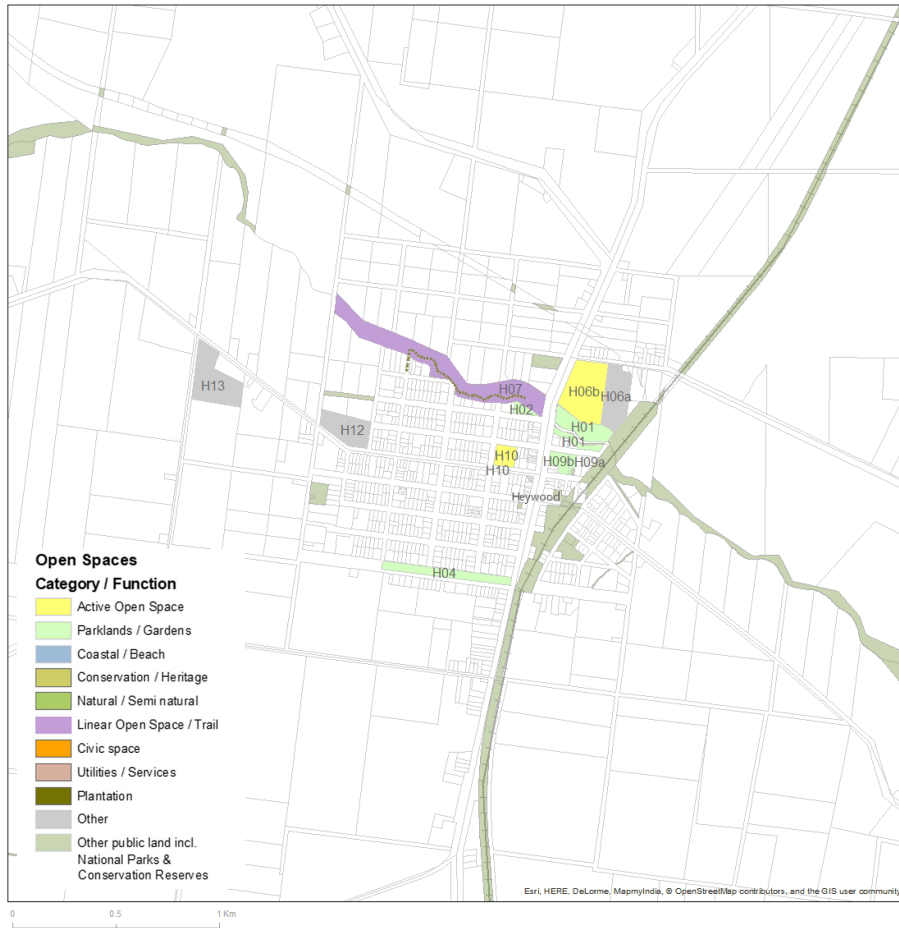 H07
H06b
H06a
H13
H02
H01
H12
H01
H10
H09b
H09a
H10
Heywood
H04
Open Spaces
Category / Function
Active Open Space
Parklands / Gardens
Coastal / Beach
Conservation / Heritage
Natural / Semi natural
Linear Open Space / Trail
Civic space
Utilities / Services
Plantation
Other
Other public land incl.
National Parks &
Conservation Reserves
Esri, HERE, DeLorme, MapmyIndia, © OpenStreetMap contributors, and the GIS user community
0 0.5 1 Km